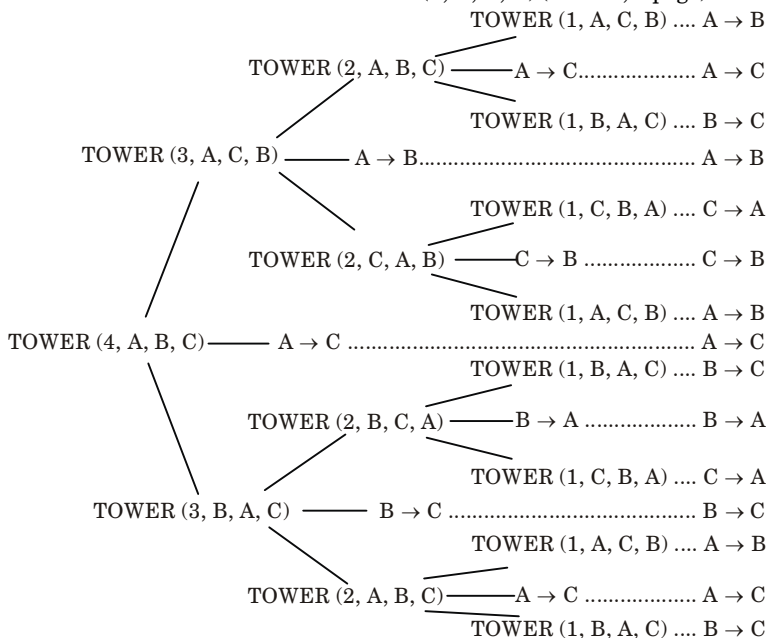 TOWER (1, A, C, B) .... A → B
TOWER (2, A, B, C) A → C..................... A → C
TOWER (1, B, A, C) .... B → C
TOWER (3, A, C, B) A → B.................................................... A → B
TOWER (1, C, B, A) .... C → A
TOWER (2, C, A, B) C → B .................... C → B
TOWER (1, A, C, B) .... A → B
TOWER (4, A, B, C) A → C ................................................................ A → C
TOWER (1, B, A, C) .... B → C
TOWER (2, B, C, A) B → A .................... B → A
TOWER (1, C, B, A) .... C → A
TOWER (3, B, A, C) B → C .............................................. B → C
TOWER (1, A, C, B) .... A → B
TOWER (2, A, B, C) A → C .................... A → C
TOWER (1, B, A, C) .... B → C